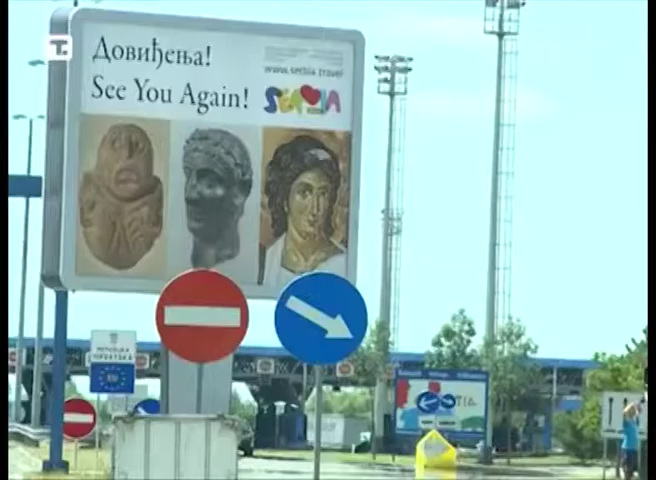 T.
Довиђења!
See You Again!
www.serbia.travel
SERBIA
REPUBLIKA
HRVATSKA